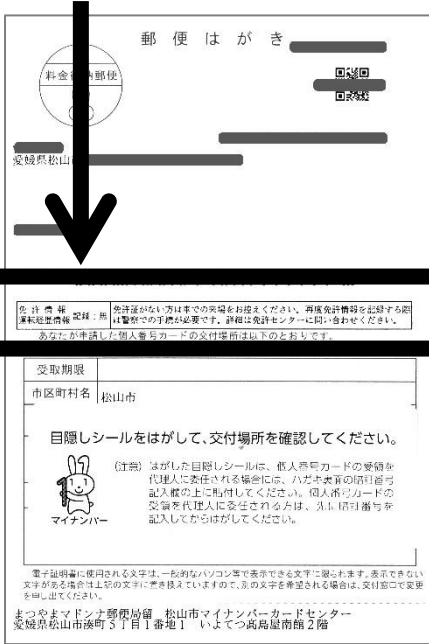 郵便はがき
料金 納郵便
愛媛県松山
免許情報 運転経歴情報 記録:無
免許証がない方は車での来場をお控えください。再度免許情報を記録する際
は警察での手続が必要です。詳細は免許センターに問い合わせください。
あなたが申請した個人番号カードの交付場所は以下のとおりです。
受取期限
市区町村名 松山市
目隠しシールをはがして、交付場所を確認してください。
(注意) はがした目隠しシールは、個人番号カードの受領を
代理人に委任される場合には、ハガキ表面の暗証番号
記入欄の上に貼付してください。個人番号カードの
受領を代理人に委任される方は、先に暗証番号を
記入してからはがしてください。
マイナンバー
電子証明書に使用される文字は、一般的なパソコン等で表示できる文字に限られます。表示できない
文字がある場合は上記の文字に置き換えていますので、別の文字を希望される場合は、交付窓口で変更
を申し出てください。
まつやまマドンナ郵便局留 松山市マイナンバーカードセンター
愛媛県松山市湊町5丁目1番地1 いよてつ髙島屋南館2階